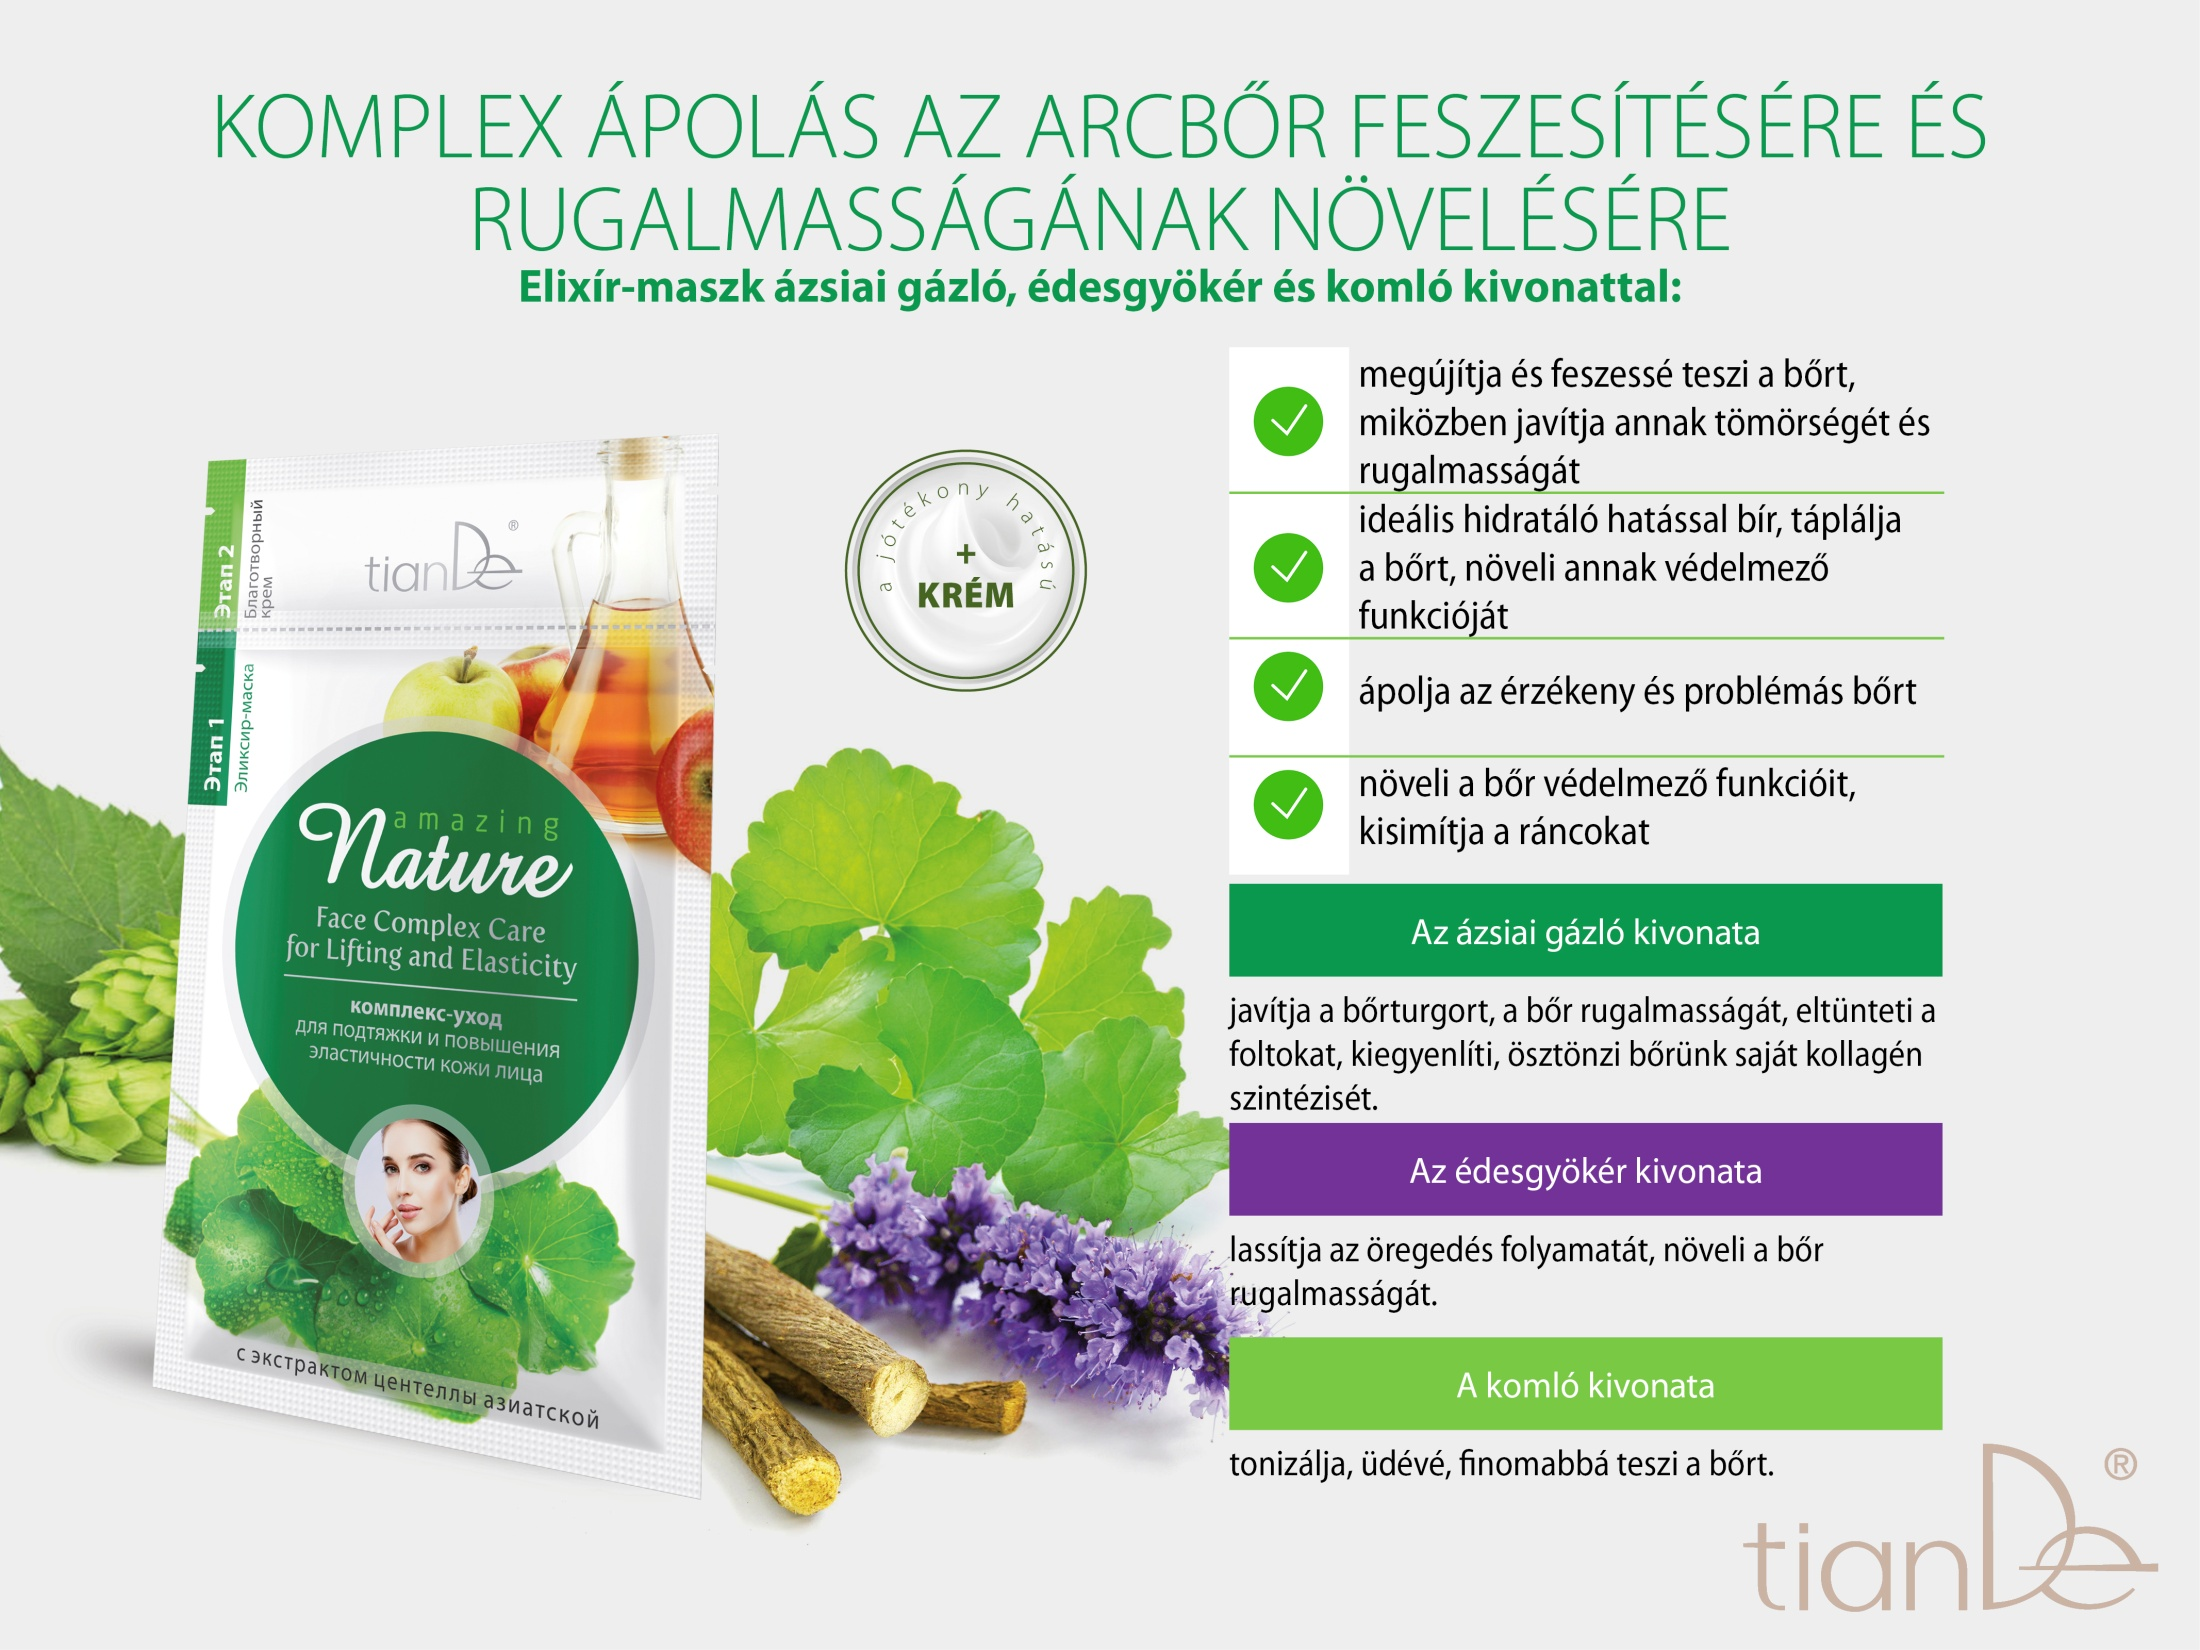 KOMPLEX ÁPOLÁS AZ ARCBŐR FESZESÍTÉSÉRE ÉS
RUGALMASSÁGÁNAK NÖVELÉSÉRE
Elixír-maszk ázsiai gázló, édesgyökér és komló kivonattal:
Этап 2
Благотворный
крем
tianDe®
Этап 1
Эликсир-маска
amazing
Nature
Face Complex Care
for Lifting and Elasticity
комплекс-уход
для подтяжки и повышения
эластичности кожи лица
с экстрактом центеллы азиатской
a jótékony hatású
+
KRÉM
megújítja és feszessé teszi a bőrt,
miközben javítja annak tömörségét és
rugalmasságát
ideális hidratáló hatással bír, táplálja
a bőrt, növeli annak védelmező
funkcióját
ápolja az érzékeny és problémás bőrt
növeli a bőr védelmező funkcióit,
kisimítja a ráncokat
Az ázsiai gázló kivonata
javítja a bőrturgort, a bőr rugalmasságát, eltünteti a
foltokat, kiegyenlíti, ösztönzi bőrünk saját kollagén
szintézisét.
Az édesgyökér kivonata
lassítja az öregedés folyamatát, növeli a bőr
rugalmasságát.
A komló kivonata
tonizálja, üdévé, finomabbá teszi a bőrt.
tianDe®